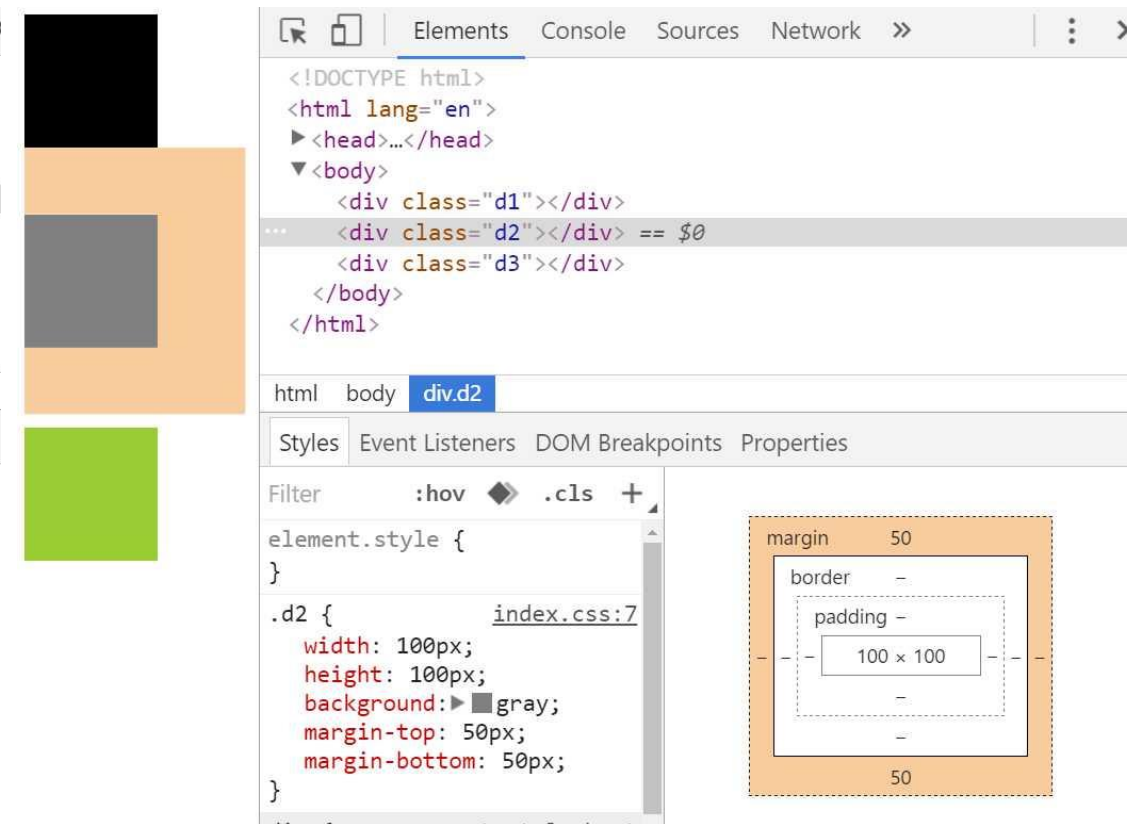 Elements Console Sources Network »
<!DOCTYPE html>
<html lang="en">
▶<head>…</head>
▼<body>
<div class="d1"></div>
··· <div class="d2"></div> == $0
<div class="d3"></div>
</body>
</html>
html body div.d2
Styles Event Listeners DOM Breakpoints Properties
Filter :hov .cls +
element.style {
}
.d2 { index.css:7
width: 100px;
height: 100px;
background:▶ gray;
margin-top: 50px;
margin-bottom: 50px;
}
margin 50
border –
padding –
– – – 100 × 100 – – –
–
–
50